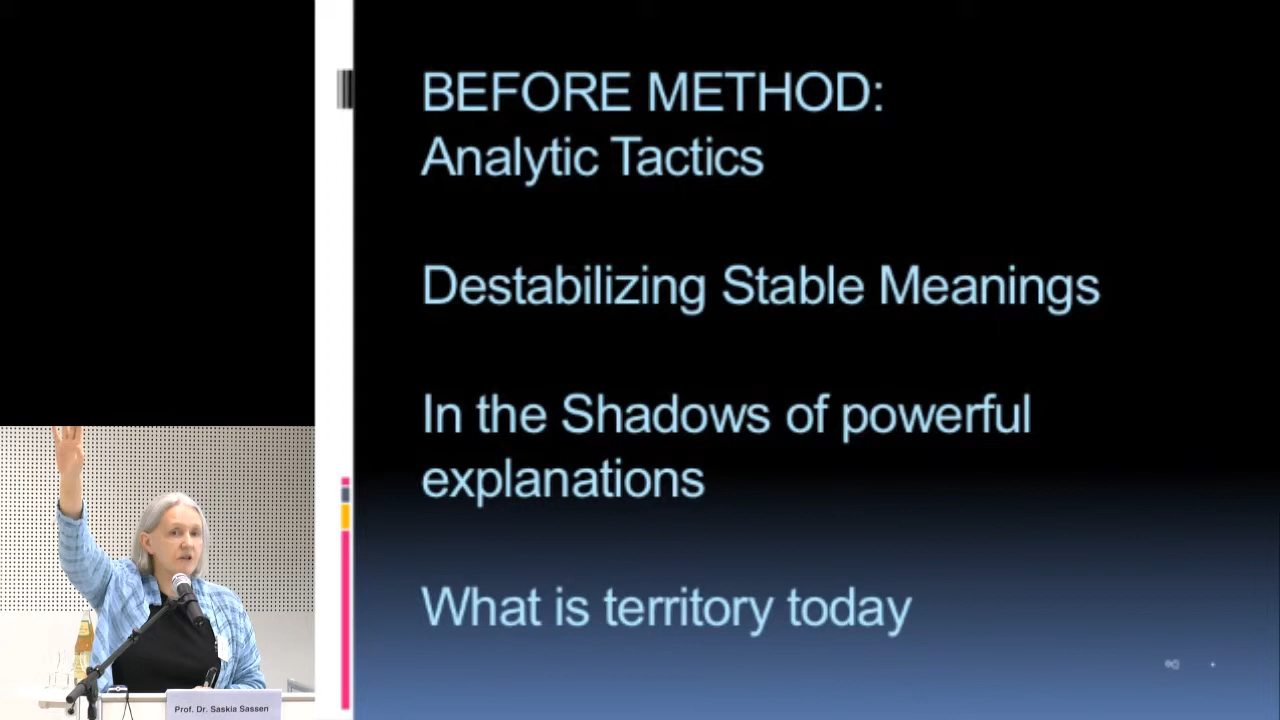 BEFORE METHOD:
Analytic Tactics
Destabilizing Stable Meanings
In the Shadows of powerful
explanations
What is territory today
Prof. Dr. Saskia Sassen